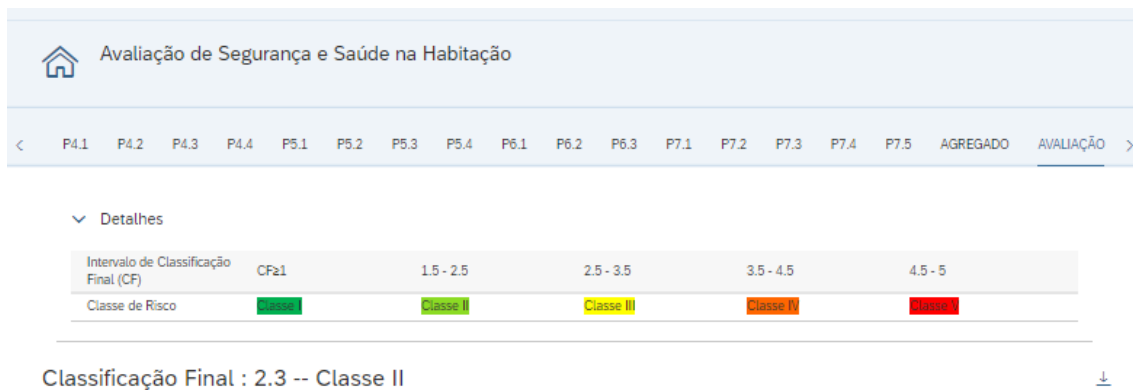 Avaliação de Segurança e Saúde na Habitação
P4.1 P4.2 P4.3 P4.4 P5.1 P5.2 P5.3 P5.4 P6.1 P6.2 P6.3 P7.1 P7.2 P7.3 P7.4 P7.5 AGREGADO AVALIAÇÃO
Detalhes
Intervalo de Classificação
Final (CF) CF≥1 1.5 - 2.5 2.5 - 3.5 3.5 - 4.5 4.5 - 5
Classe de Risco Classe I Classe II Classe III Classe IV Classe V
Classificação Final : 2.3 -- Classe II